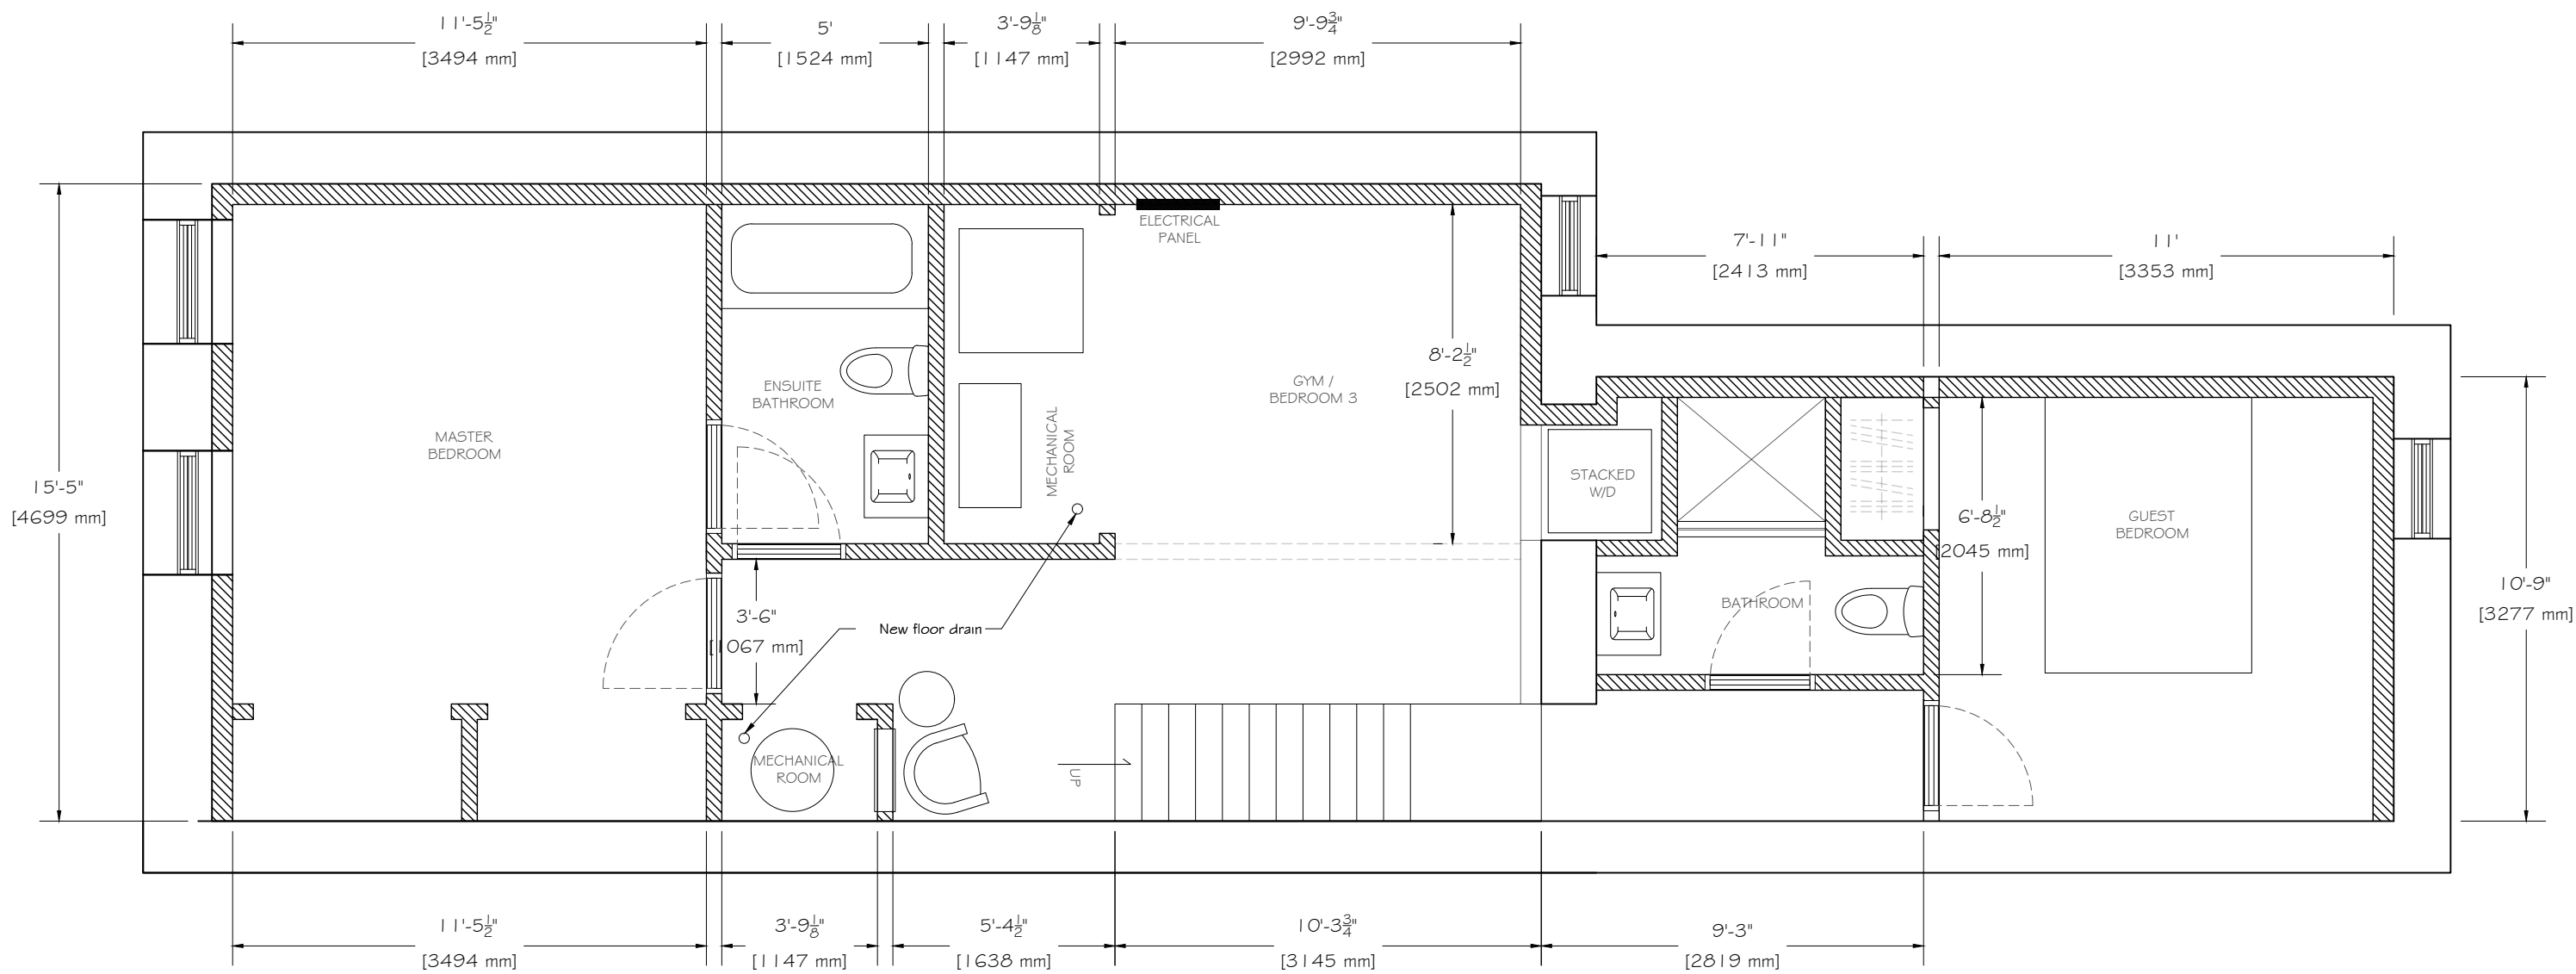 11'-5½"
[3494 mm]
5'
[1524 mm]
3'-9⅛"
[1147 mm]
9'-9¾"
[2992 mm]
ELECTRICAL
PANEL
7'-11"
[2413 mm]
11'
[3353 mm]
8'-2½"
[2502 mm]
ENSUITE
BATHROOM
GYM /
BEDROOM 3
MASTER
BEDROOM
MECHANICAL
ROOM
STACKED
W/D
15'-5"
[4699 mm]
6'-8½"
[2045 mm]
GUEST
BEDROOM
10'-9"
[3277 mm]
3'-6"
[1067 mm]
New floor drain
BATHROOM
MECHANICAL
ROOM
UP
11'-5½"
[3494 mm]
3'-9⅛"
[1147 mm]
5'-4½"
[1638 mm]
10'-3¾"
[3145 mm]
9'-3"
[2819 mm]